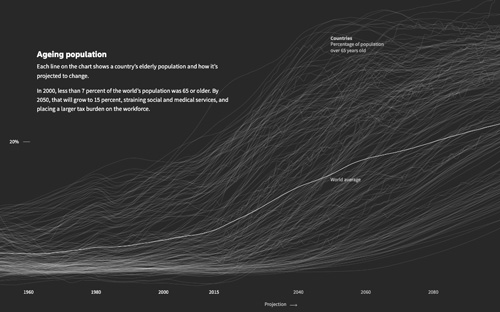 Ageing population
Each line on the chart shows a country's elderly population and how it's
projected to change.
In 2000, less than 7 percent of the world's population was 65 or older. By
2050, that will grow to 15 percent, straining social and medical services, and
placing a larger tax burden on the workforce.
Countries
Percentage of population
over 65 years old
20%
World average
1960 1980 2000 2015 2040 2060 2080
Projection →